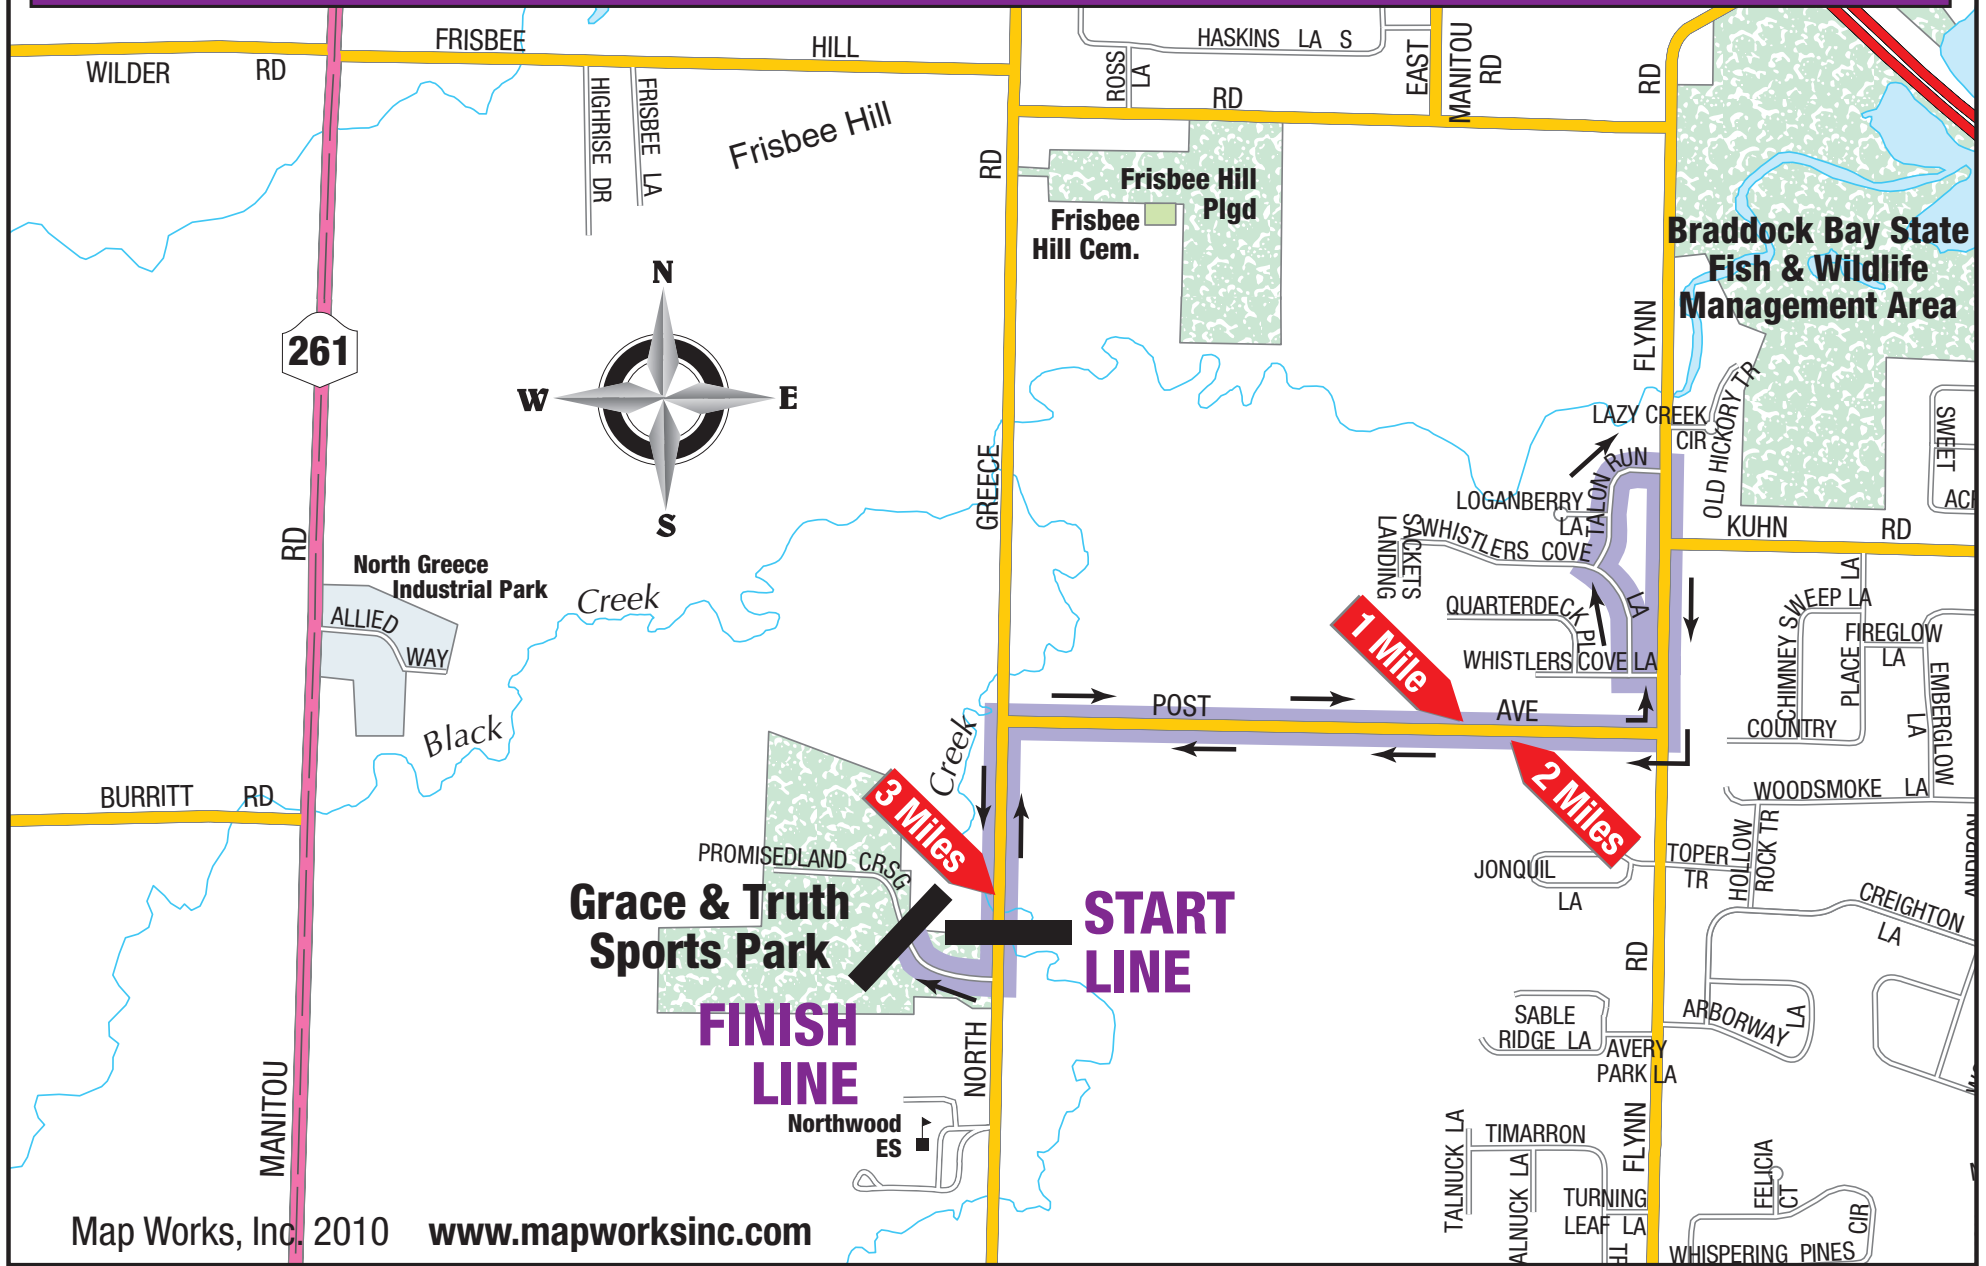 FRISBEE HILL
WILDER RD
HASKINS LA S
ROSS
LA
EAST
MANITOU
RD
RD
RD
HIGHRISE DR
FRISBEE LA
Frisbee Hill
RD
Frisbee Hill
Plgd
Frisbee
Hill Cem.
Braddock Bay State
Fish & Wildlife
Management Area
N
W
E
S
261
FLYNN
LAZY CREEK
CIR
OLD HICKORY TR
SWEET
GREECE
RD
TALON RUN
LOGANBERRY
LA
SACKETS
LANDING
WHISTLERS COVE
LA
KUHN RD
North Greece
Industrial Park
ALLIED
WAY
Creek
Black
Creek
QUARTERDECK PL
WHISTLERS COVE LA
1 Mile
CHIMNEY SWEEP LA
FIREGLOW
LA
PLACE
LA
EMBERGLOW
LA
COUNTRY
POST AVE
BURRITT RD
3 Miles
2 Miles
WOODSMOKE LA
HOLLOW
ROCK TR
TOPER
TR
JONQUIL
LA
CREIGHTON
LA
PROMISEDLAND CRSG
Grace & Truth
Sports Park
START
LINE
FINISH
LINE
RD
SABLE
RIDGE LA
AVERY
PARK LA
ARBORWAY LA
NORTH
MANITOU
Northwood
ES
FLYNN
TALNUCK LA
TIMARRON
ALNUCK LA
TURNING
LEAF LA
FELICIA
CT
WHISPERING PINES
CIR
Map Works, Inc. 2010 www.mapworksinc.com